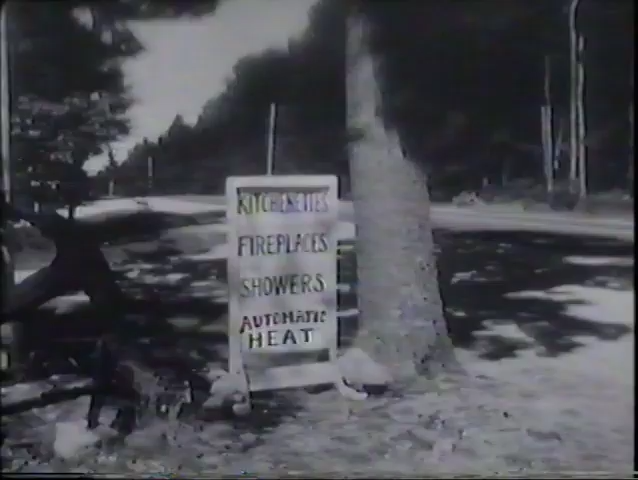 KITCHENETTES
FIREPLACES
SHOWERS
AUTOMATIC
HEAT